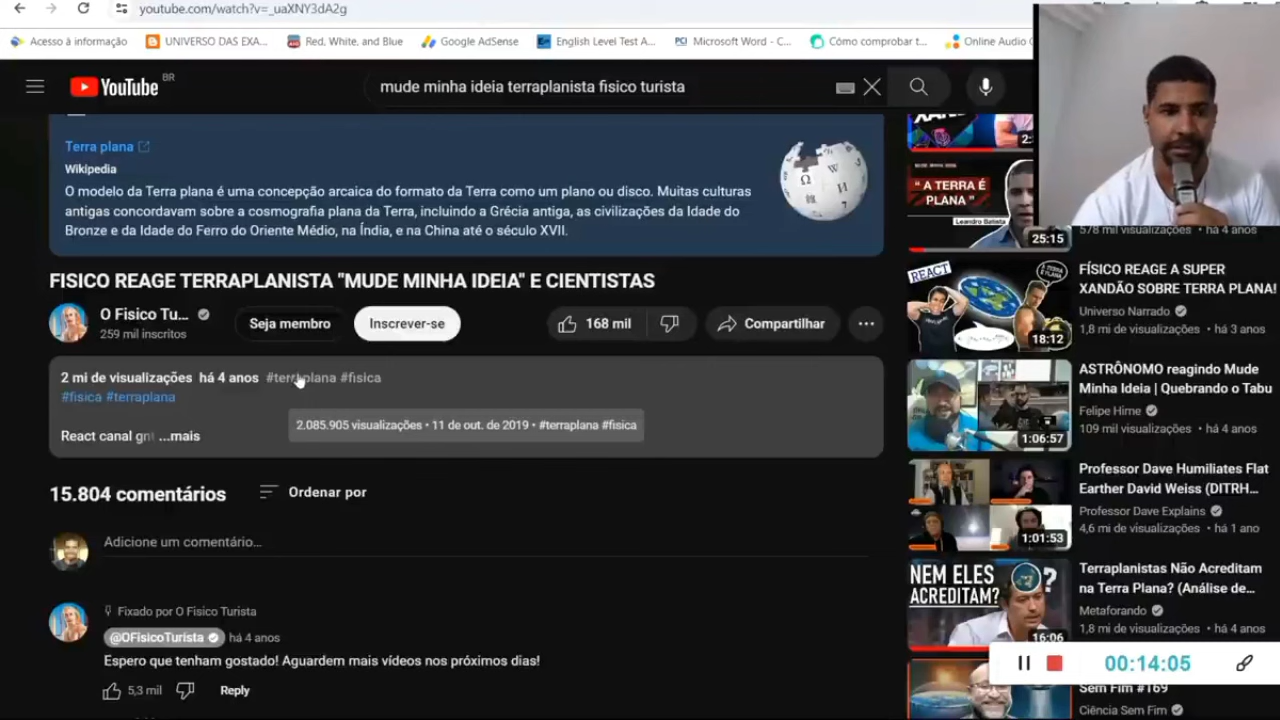 youtube.com/watch?v=_uaXNY3dA2g
Acesso à informação
UNIVERSO DAS EXA...
Red, White, and Blue
Google AdSense
English Level Test A...
Microsoft Word - C...
Cómo comprobar t...
Online Audio
YouTube BR
mude minha ideia terraplanista fisico turista
Terra plana
Wikipedia
O modelo da Terra plana é uma concepção arcaica do formato da Terra como um plano ou disco. Muitas culturas
antigas concordavam sobre a cosmografia plana da Terra, incluindo a Grécia antiga, as civilizações da Idade do
Bronze e da Idade do Ferro do Oriente Médio, na Índia, e na China até o século XVII.
FISICO REAGE TERRAPLANISTA "MUDE MINHA IDEIA" E CIENTISTAS
O Fisico Tu...
259 mil inscritos
Seja membro
Inscrever-se
168 mil
Compartilhar
2 mi de visualizações há 4 anos #terraplana #fisica
#fisica #terraplana
2.085.905 visualizações • 11 de out. de 2019 • #terraplana #fisica
React canal gnt ...mais
15.804 comentários
Ordenar por
Adicione um comentário...
Fixado por O Fisico Turista
@OFisicoTurista há 4 anos
Espero que tenham gostado! Aguardem mais vídeos nos próximos dias!
5,3 mil
Reply
MUDE MINHA IDEIA
"A TERRA É
PLANA"
Leandro Batista
25:15
578 mil visualizações • há 4 anos
REACT
18:12
FÍSICO REAGE A SUPER
XANDÃO SOBRE TERRA PLANA!
Universo Narrado
1,8 mi de visualizações • há 3 anos
1:06:57
ASTRÔNOMO reagindo Mude
Minha Ideia | Quebrando o Tabu
Felipe Hime
109 mil visualizações • há 4 anos
1:01:53
Professor Dave Humiliates Flat
Earther David Weiss (DITRH...
Professor Dave Explains
4,6 mi de visualizações • há 1 ano
NEM ELES
ACREDITAM?
16:06
Terraplanistas Não Acreditam
na Terra Plana? (Análise de...
Metaforando
1,8 mi de visualizações • há 4 anos
00:14:05
Sem Fim #169
Ciência Sem Fim